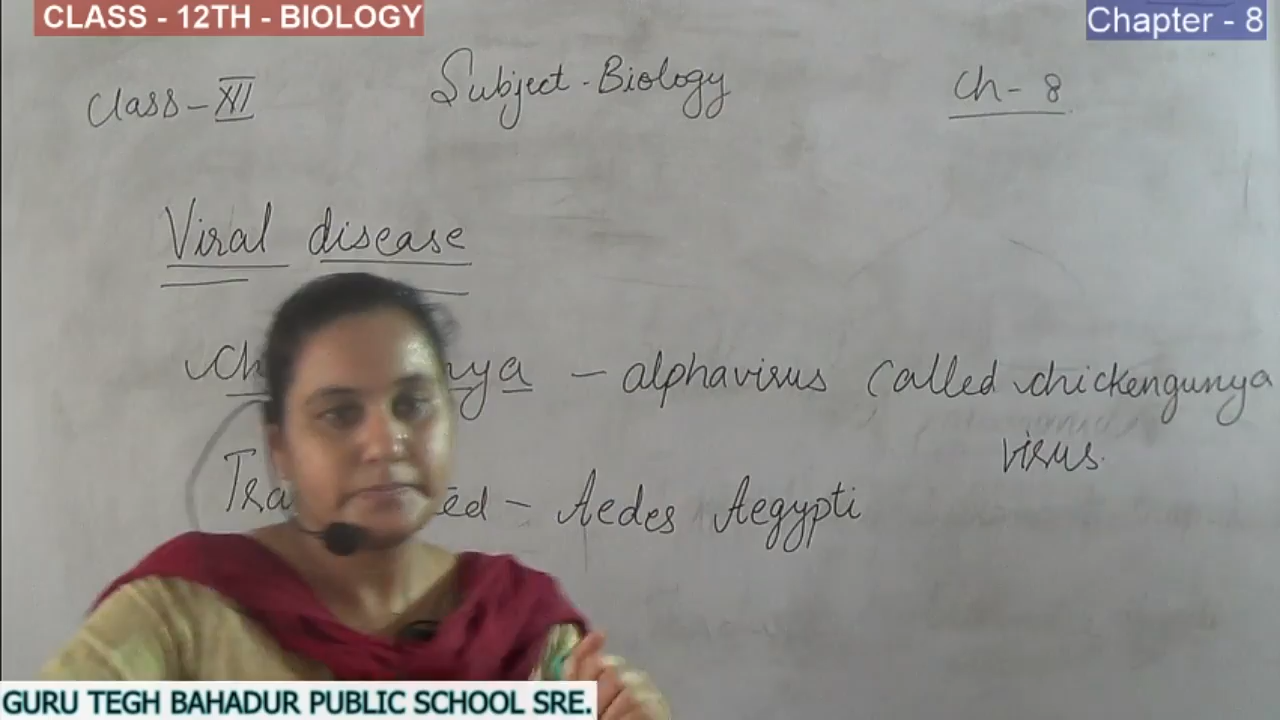 CLASS - 12TH - BIOLOGY
Chapter - 8
Class - XII
Subject - Biology
Ch - 8
Viral disease
- alphavirus called chickengunya
virus.
- Aedes Aegypti
GURU TEGH BAHADUR PUBLIC SCHOOL SRE.